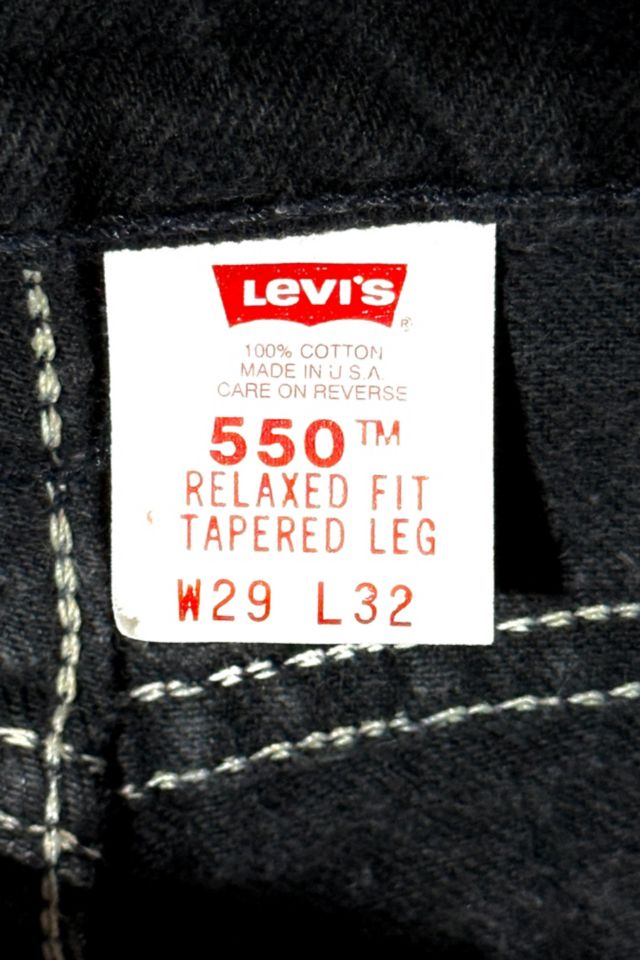 Levi's ®
100% COTTON
MADE IN U.S.A.
CARE ON REVERSE
550™
RELAXED FIT
TAPERED LEG
W29 L32